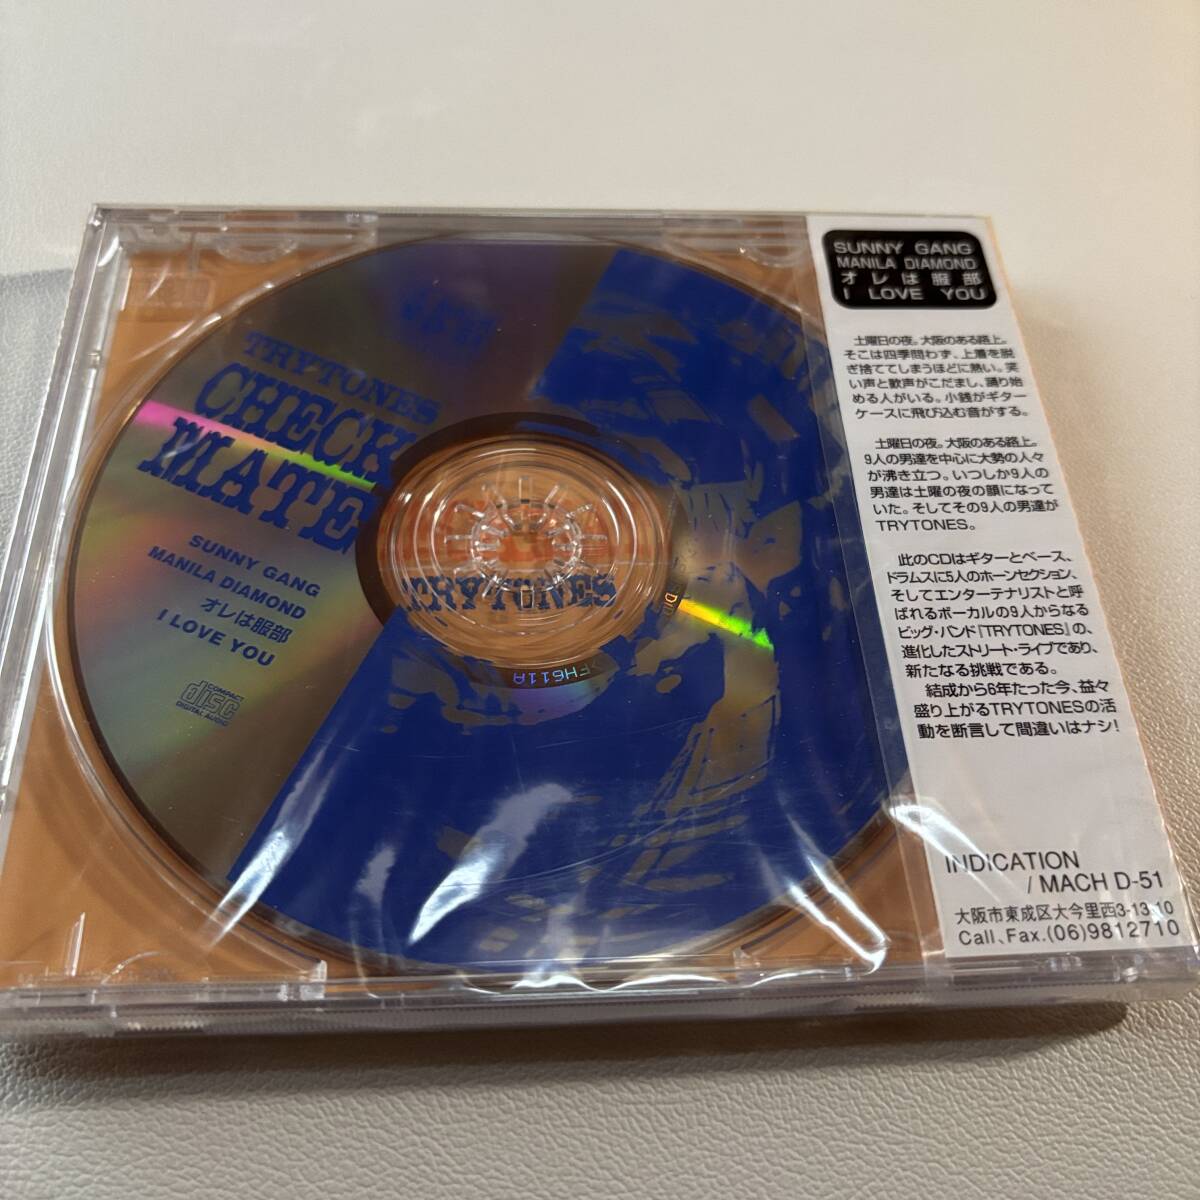 TRYTONES
CHECK
MATE
SUNNY GANG
MANILA DIAMOND
オレは服部
I LOVE YOU
COMPACT
disc
DIGITAL AUDIO
TRYTONES
FH611A
SUNNY GANG
MANILA DIAMOND
オレは服部
I LOVE YOU
土曜日の夜。大阪のある路上。
そこは四季問わず、上着を脱
ぎ捨ててしまうほどに熱い。笑
い声と歓声がこだまし、踊り始
める人がいる。小銭がギター
ケースに飛び込む音がする。
土曜日の夜。大阪のある路上。
9人の男達を中心に大勢の人々
が沸き立つ。いつしか9人の
男達は土曜の夜の顔になって
いた。そしてその9人の男達が
TRYTONES。
此のCDはギターとベース、
ドラムスに5人のホーンセクション、
そしてエンターテナリストと呼
ばれるボーカルの9人からなる
ビッグ・バンド『TRYTONES』の、
進化したストリート・ライブであり、
新たなる挑戦である。
結成から6年たった今、益々
盛り上がるTRYTONESの活
動を断言して間違いはナシ!
INDICATION
/ MACH D-51
大阪市東成区大今里西3-13-10
Call、Fax.(06)9812710